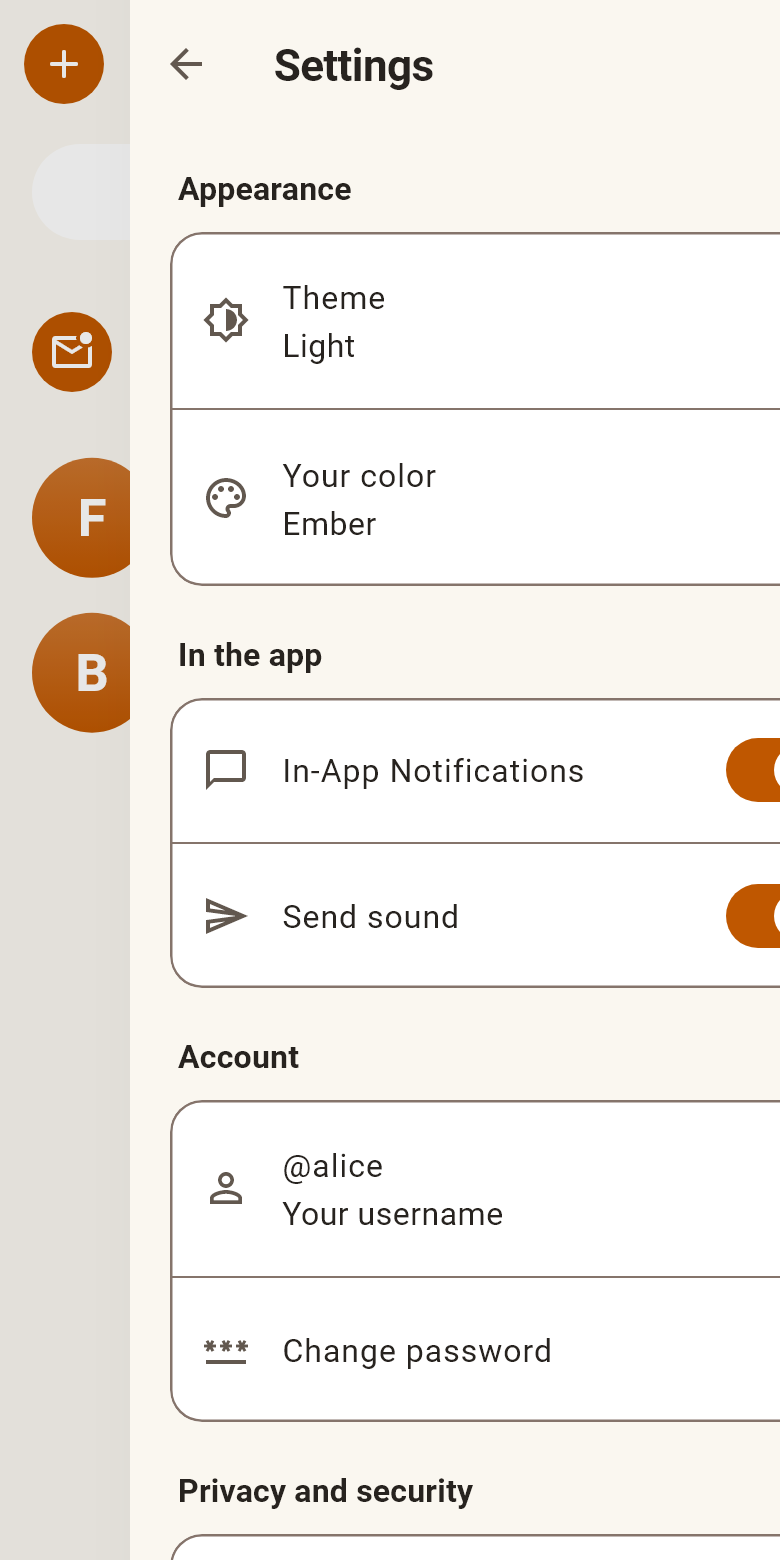 Settings
Appearance
Theme
Light
Your color
Ember
F
B
In the app
In-App Notifications
Send sound
Account
@alice
Your username
Change password
Privacy and security